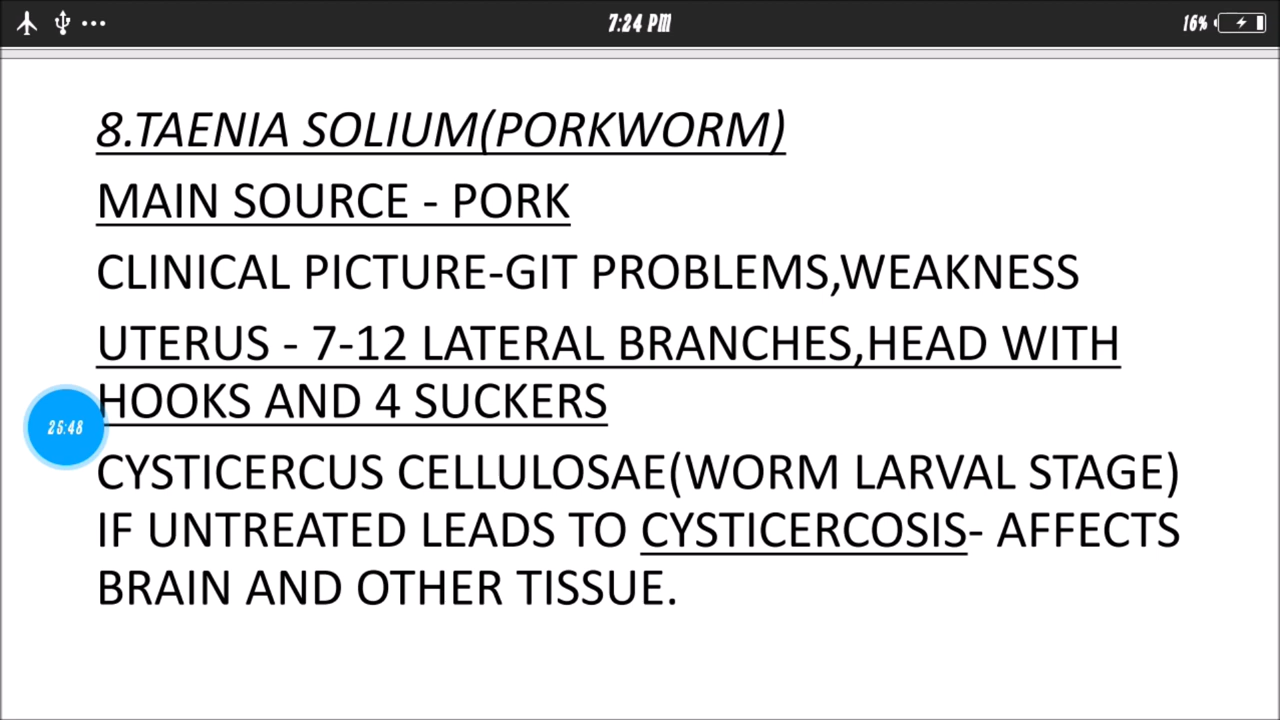 7:24 PM
16%
8.TAENIA SOLIUM(PORKWORM)
MAIN SOURCE - PORK
CLINICAL PICTURE-GIT PROBLEMS,WEAKNESS
UTERUS - 7-12 LATERAL BRANCHES,HEAD WITH
HOOKS AND 4 SUCKERS
25:48
CYSTICERCUS CELLULOSAE(WORM LARVAL STAGE)
IF UNTREATED LEADS TO CYSTICERCOSIS- AFFECTS
BRAIN AND OTHER TISSUE.